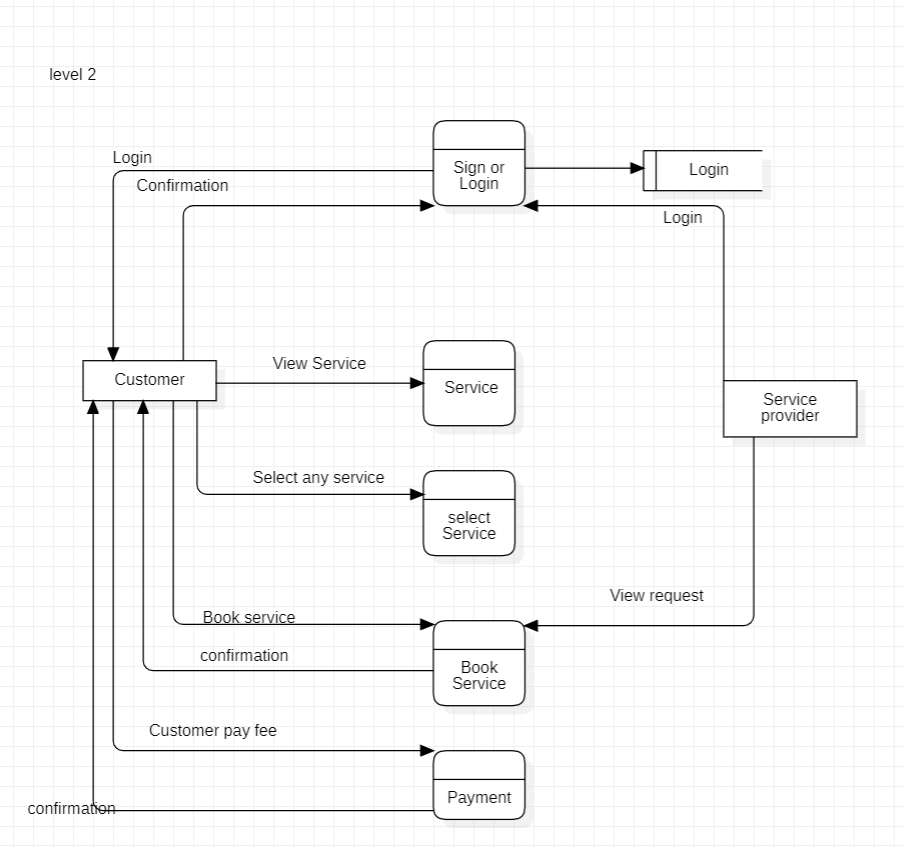 level 2
Login
Confirmation
Sign or
Login
Login
Login
Customer
View Service
Service
Service
provider
Select any service
select
Service
View request
Book service
confirmation
Book
Service
Customer pay fee
Payment
confirmation